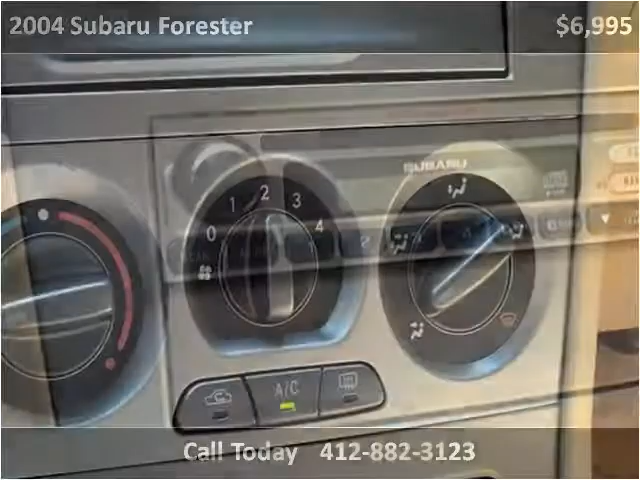 2004 Subaru Forester $6,995
SUBARU
0 1 2 3 4
A/C
Call Today 412-882-3123